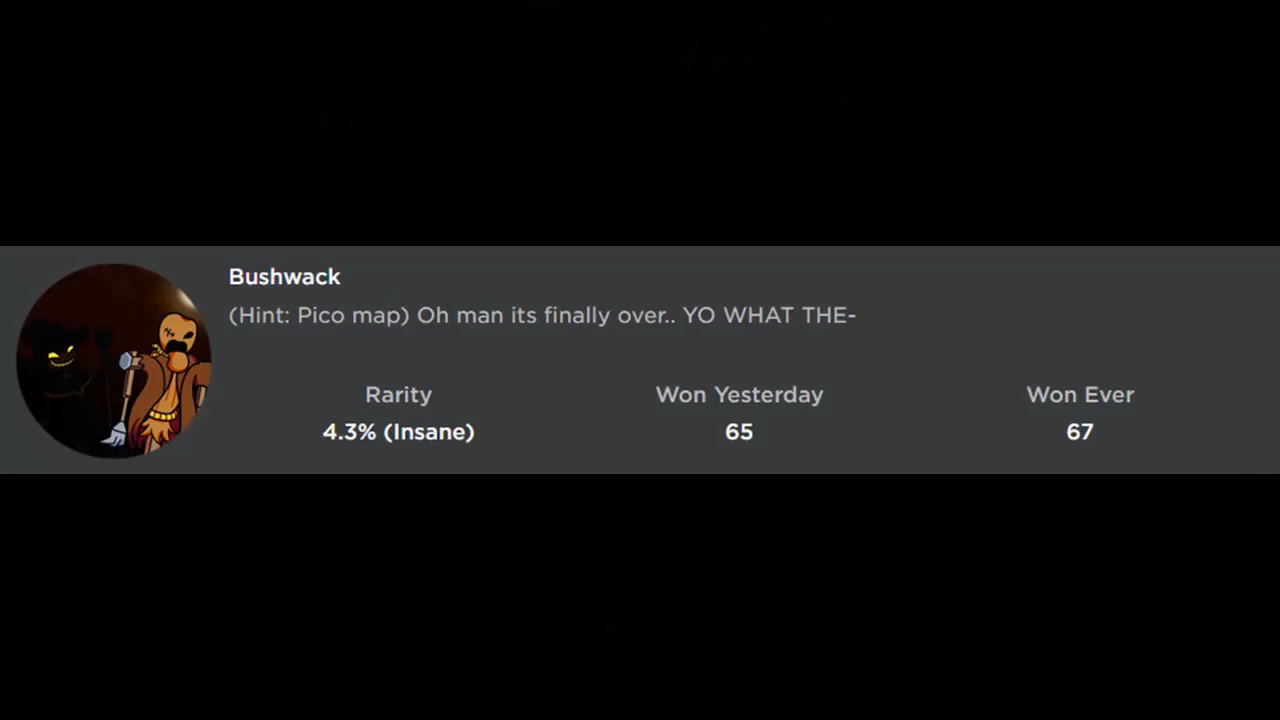 Bushwack
(Hint: Pico map) Oh man its finally over.. YO WHAT THE-
Rarity Won Yesterday Won Ever
4.3% (Insane) 65 67